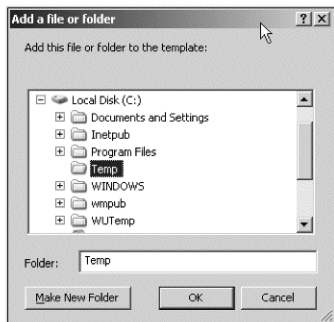 Add a file or folder
Add this file or folder to the template:
Local Disk (C:)
Documents and Settings
Inetpub
Program Files
Temp
WINDOWS
wmpub
WUTemp
Folder: Temp
Make New Folder OK Cancel